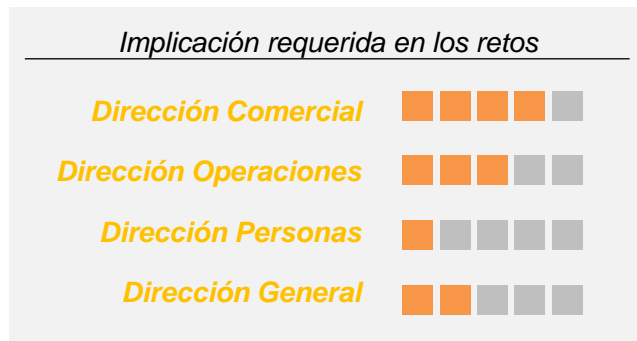 Implicación requerida en los retos
Dirección Comercial
Dirección Operaciones
Dirección Personas
Dirección General